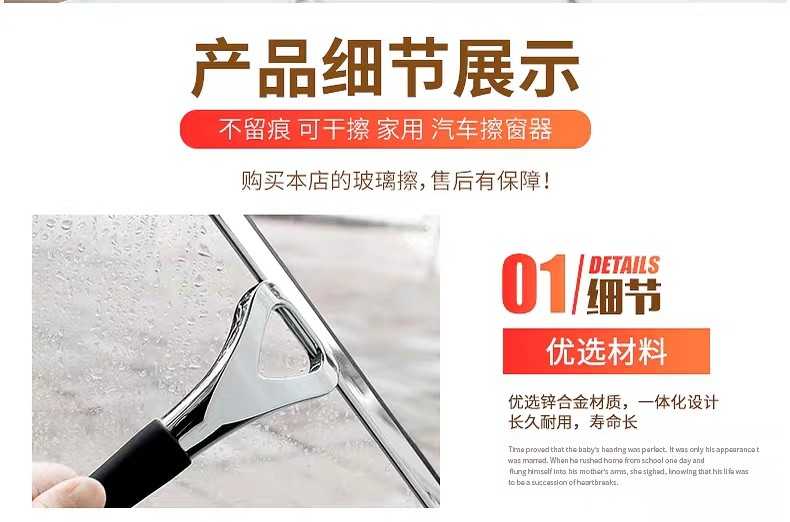 产品细节展示
不留痕 可干擦 家用 汽车擦窗器
购买本店的玻璃擦，售后有保障！
01/ DETAILS
细节
优选材料
优选锌合金材质，一体化设计
长久耐用，寿命长
Time proved that the baby's hearing was perfect. It was only his appearance t
was marred. When he rushed home from school one day and
flung himself into his mother's arms, she sighed, knowing that his life was
to be a succession of heartbreaks.